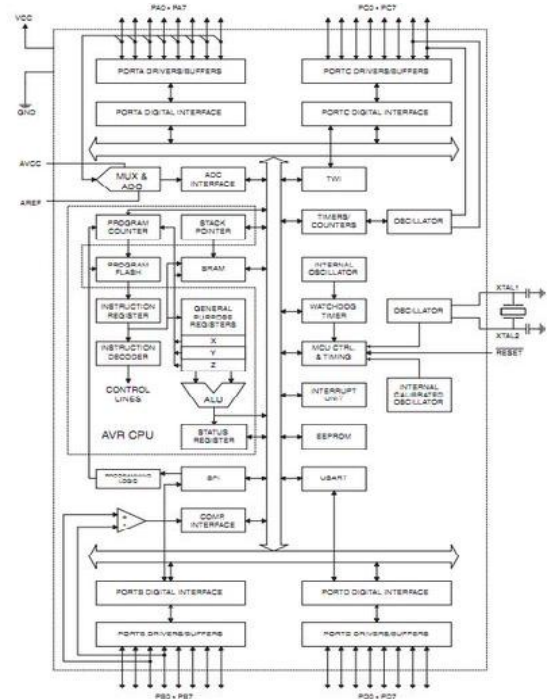 PA0 - PA7
PC0 - PC7
VCC
PORTA DRIVERS/BUFFERS
PORTC DRIVERS/BUFFERS
GND
PORTA DIGITAL INTERFACE
PORTC DIGITAL INTERFACE
AVCC
MUX &
ADC
ADC
INTERFACE
TWI
AREF
PROGRAM
COUNTER
STACK
POINTER
TIMERS/
COUNTERS
OSCILLATOR
PROGRAM
FLASH
SRAM
INTERNAL
OSCILLATOR
XTAL1
INSTRUCTION
REGISTER
GENERAL
PURPOSE
REGISTERS
WATCHDOG
TIMER
OSCILLATOR
X
Y
Z
XTAL2
INSTRUCTION
DECODER
MCU CTRL.
& TIMING
RESET
CONTROL
LINES
ALU
INTERRUPT
UNIT
INTERNAL
CALIBRATED
OSCILLATOR
AVR CPU
STATUS
REGISTER
EEPROM
PROGRAMMING
LOGIC
SPI
USART
+
-
COMP.
INTERFACE
PORTB DIGITAL INTERFACE
PORTD DIGITAL INTERFACE
PORTB DRIVERS/BUFFERS
PORTD DRIVERS/BUFFERS
PB0 - PB7
PD0 - PD7